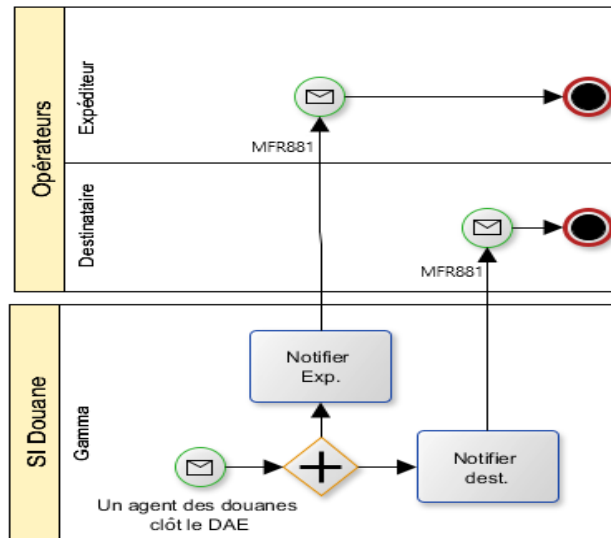 Opérateurs
Expéditeur
MFR881
Destinataire
MFR881
SI Douane
Gamma
Notifier
Exp.
Notifier
dest.
Un agent des douanes
clôt le DAE